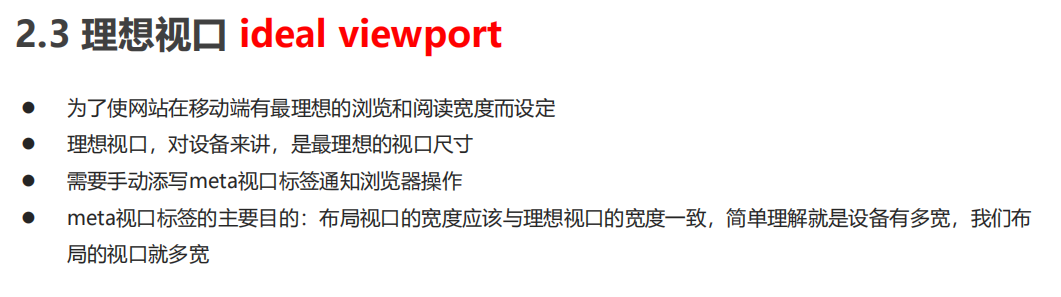 2.3 理想视口 ideal viewport
● 为了使网站在移动端有最理想的浏览和阅读宽度而设定
● 理想视口，对设备来讲，是最理想的视口尺寸
● 需要手动添写meta视口标签通知浏览器操作
● meta视口标签的主要目的：布局视口的宽度应该与理想视口的宽度一致，简单理解就是设备有多宽，我们布
局的视口就多宽